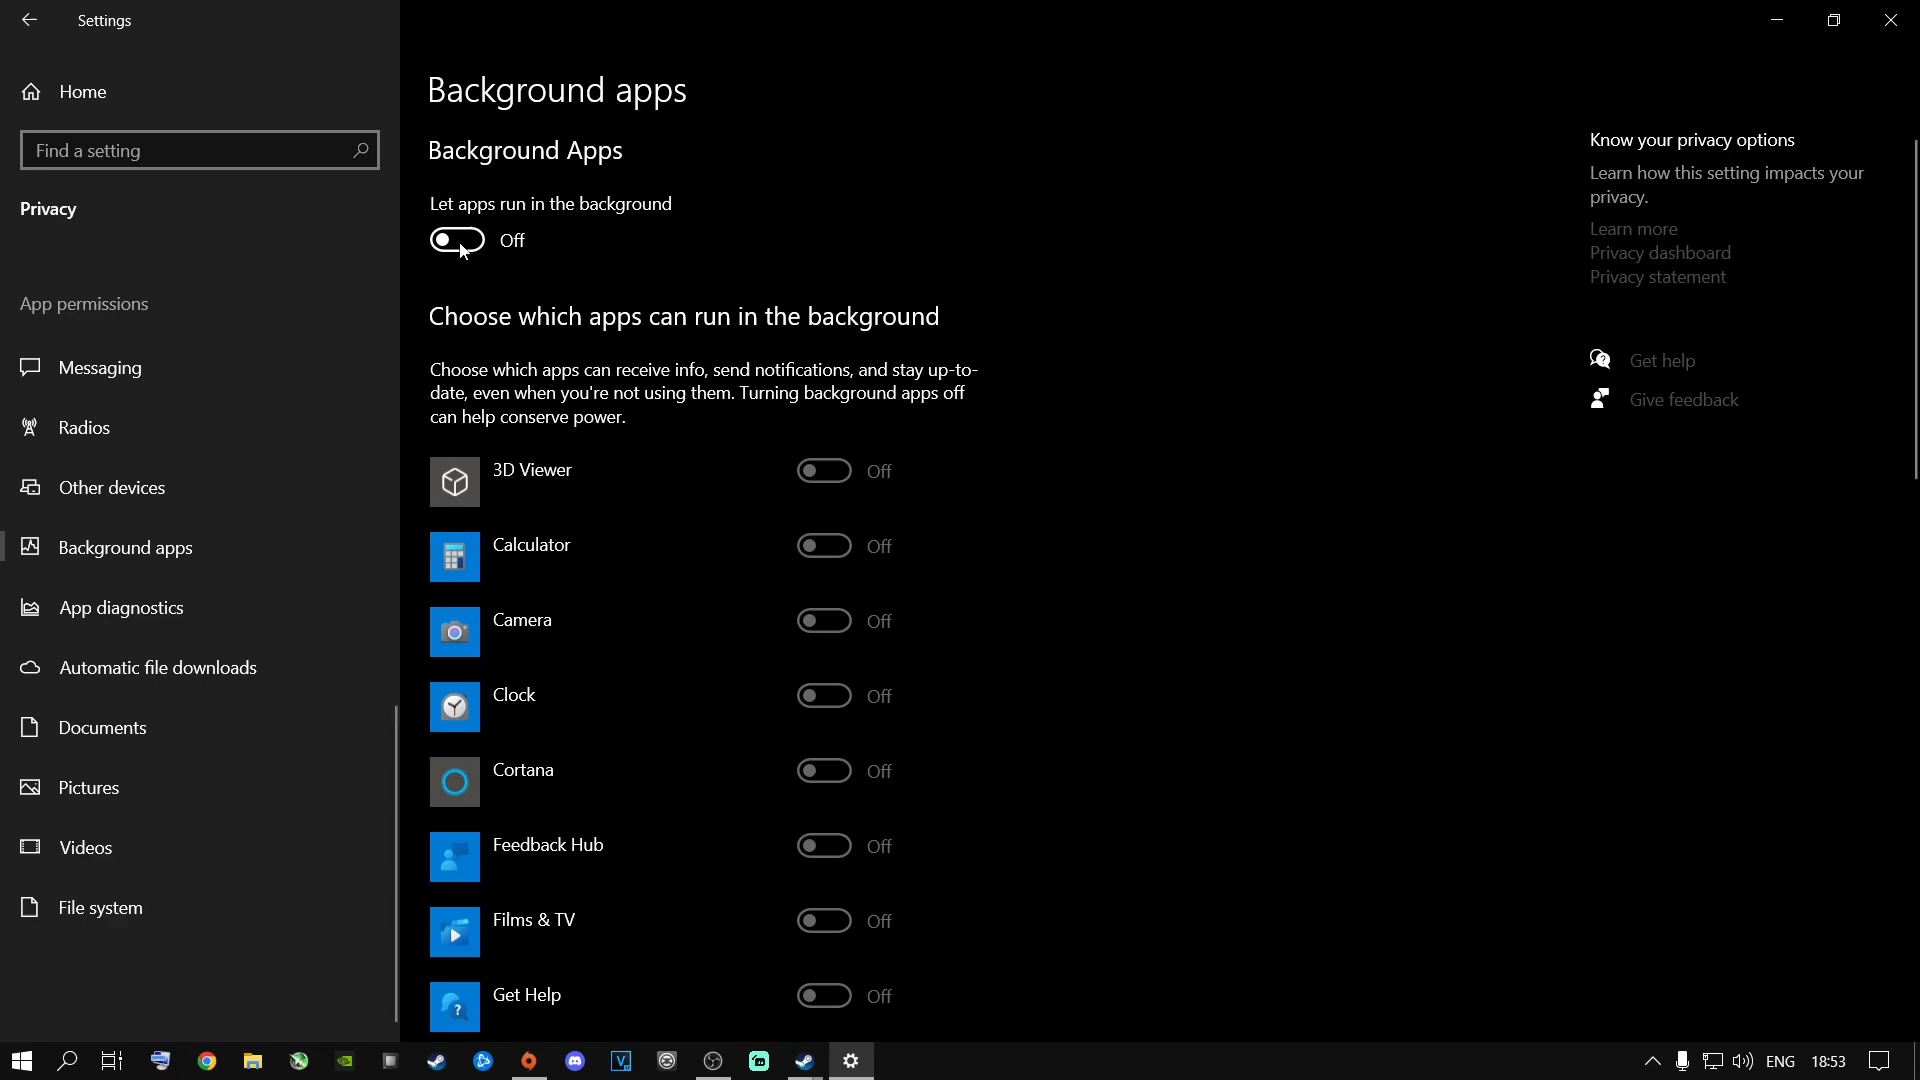 Settings
Home
Find a setting
Privacy
App permissions
Messaging
Radios
Other devices
Background apps
App diagnostics
Automatic file downloads
Documents
Pictures
Videos
File system
Background apps
Background Apps
Let apps run in the background
Off
Choose which apps can run in the background
Choose which apps can receive info, send notifications, and stay up-to-
date, even when you're not using them. Turning background apps off
can help conserve power.
3D Viewer Off
Calculator Off
Camera Off
Clock Off
Cortana Off
Feedback Hub Off
Films & TV Off
Get Help Off
Know your privacy options
Learn how this setting impacts your
privacy.
Learn more
Privacy dashboard
Privacy statement
Get help
Give feedback
ENG 18:53